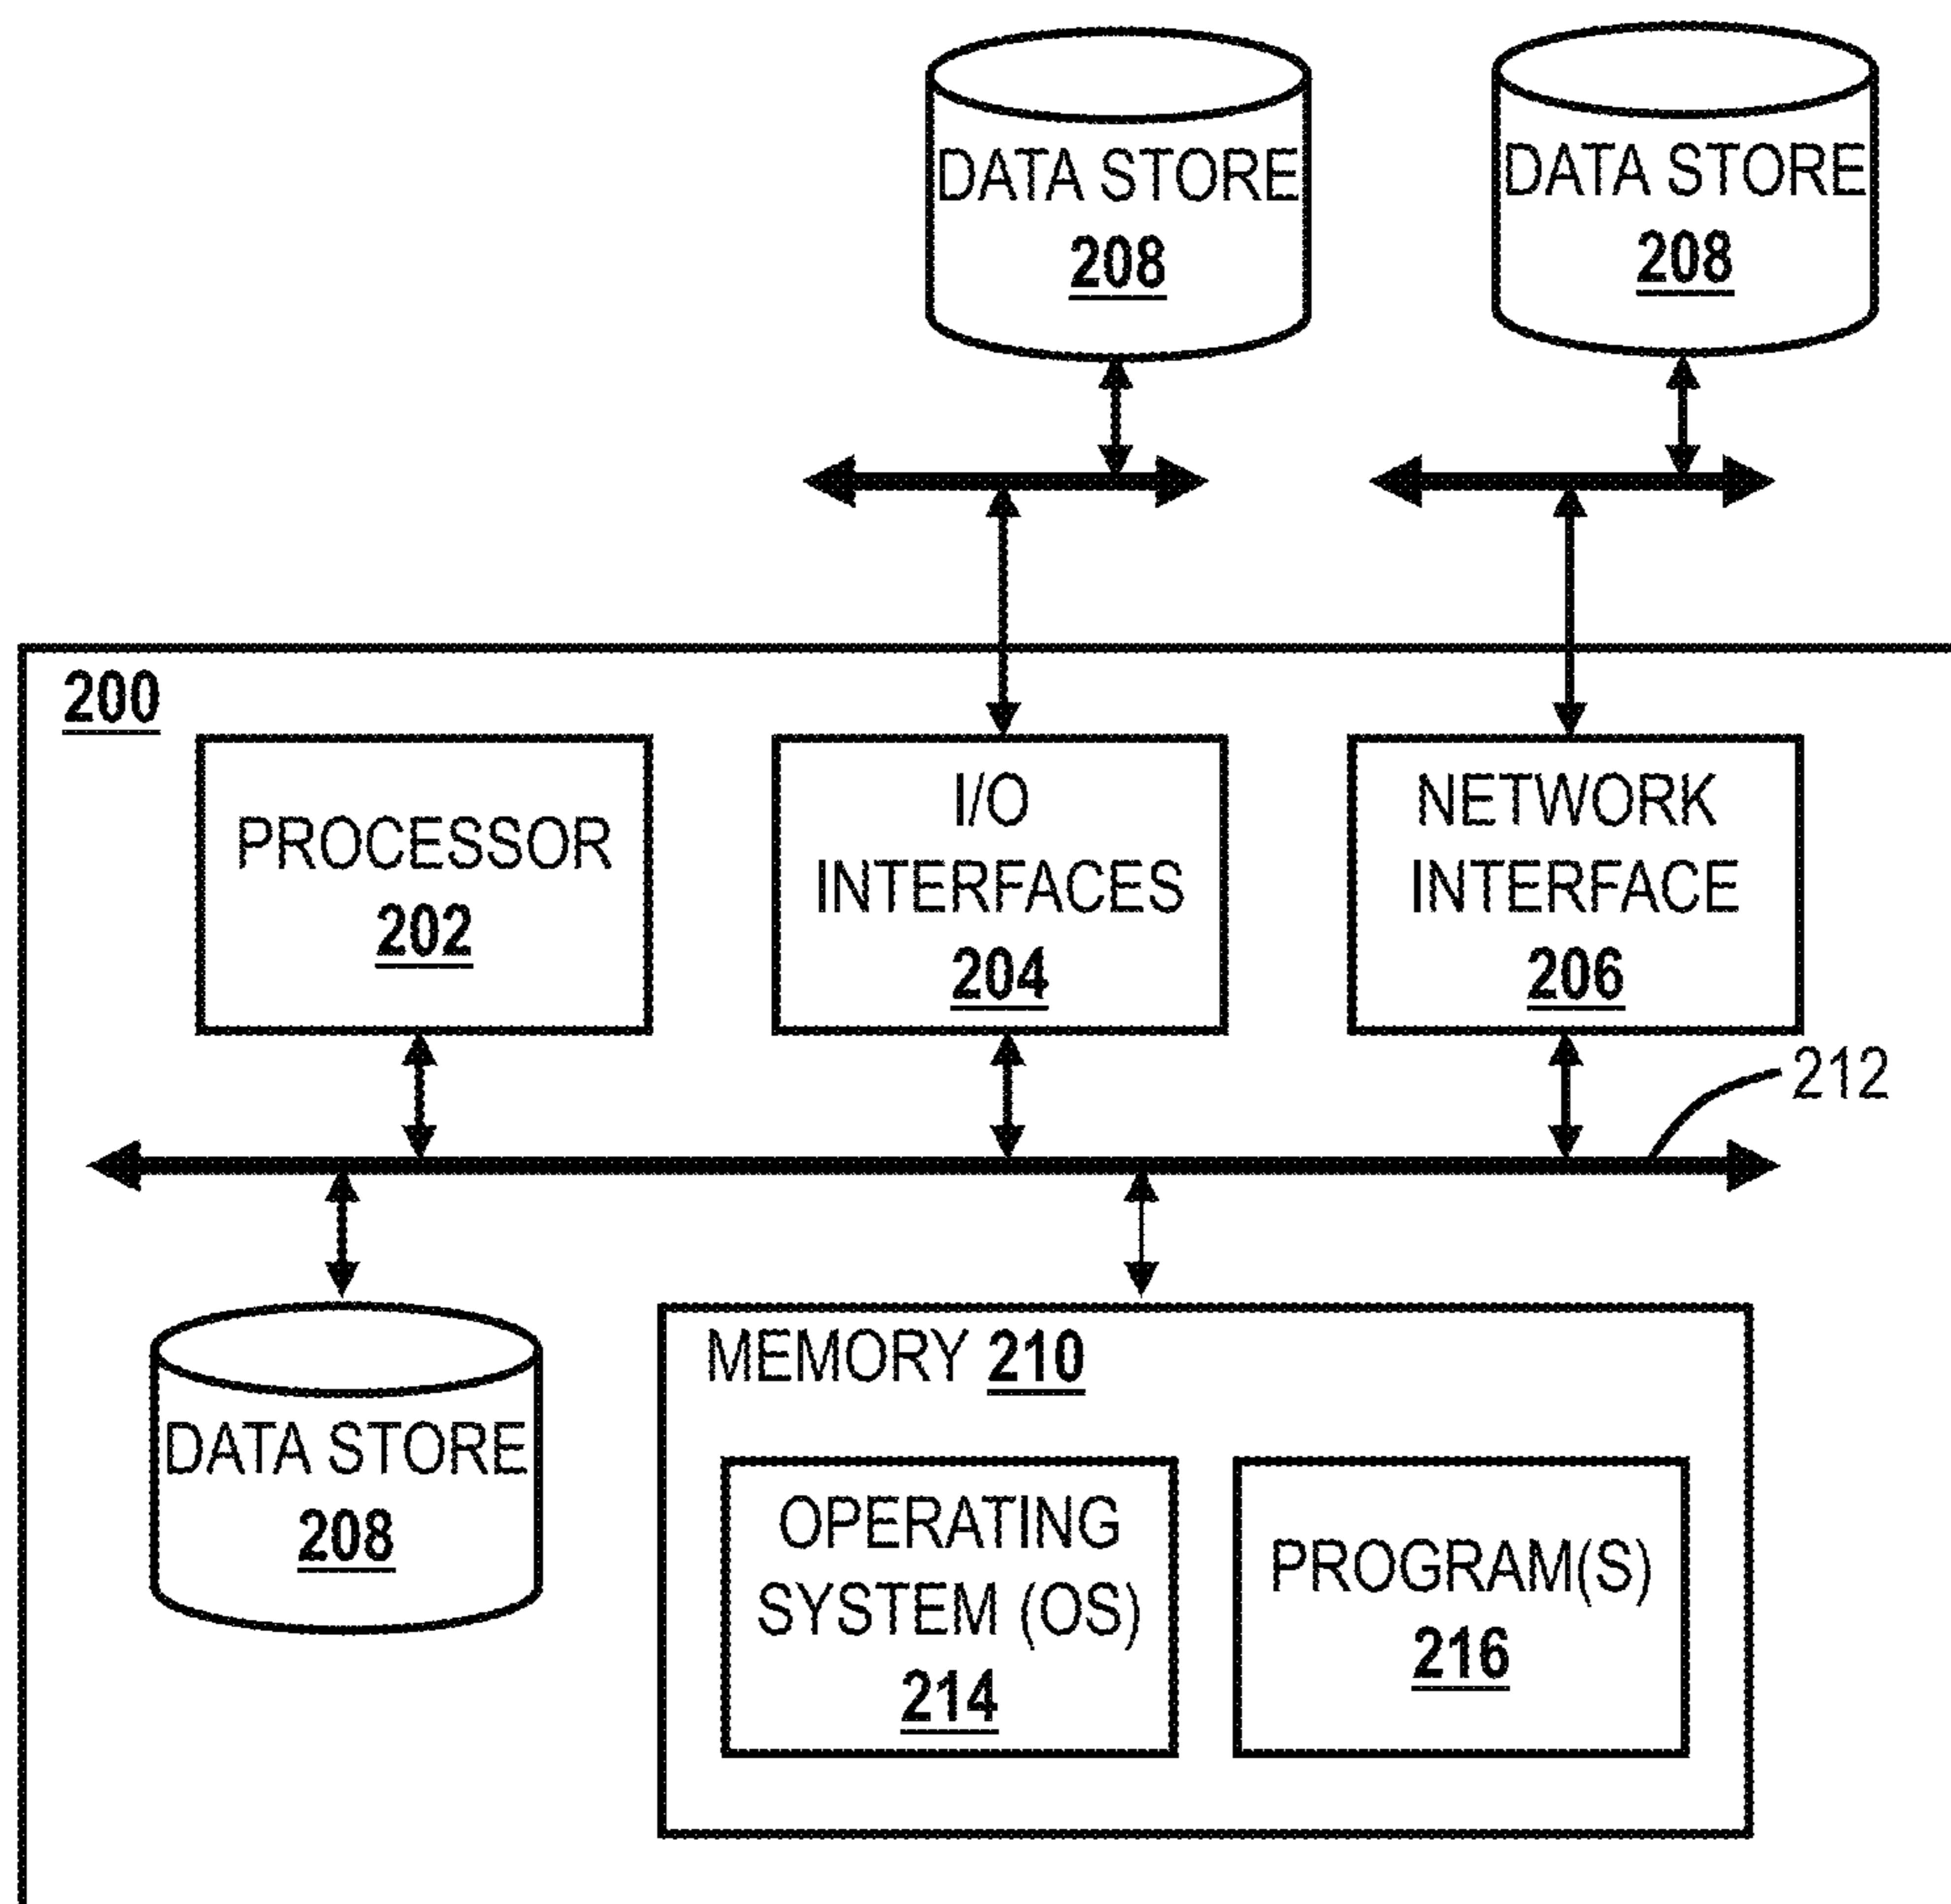 DATA STORE
208
DATA STORE
208
200
PROCESSOR
202
I/O
INTERFACES
204
NETWORK
INTERFACE
206
212
DATA STORE
208
MEMORY 210
OPERATING
SYSTEM (OS)
214
PROGRAM(S)
216